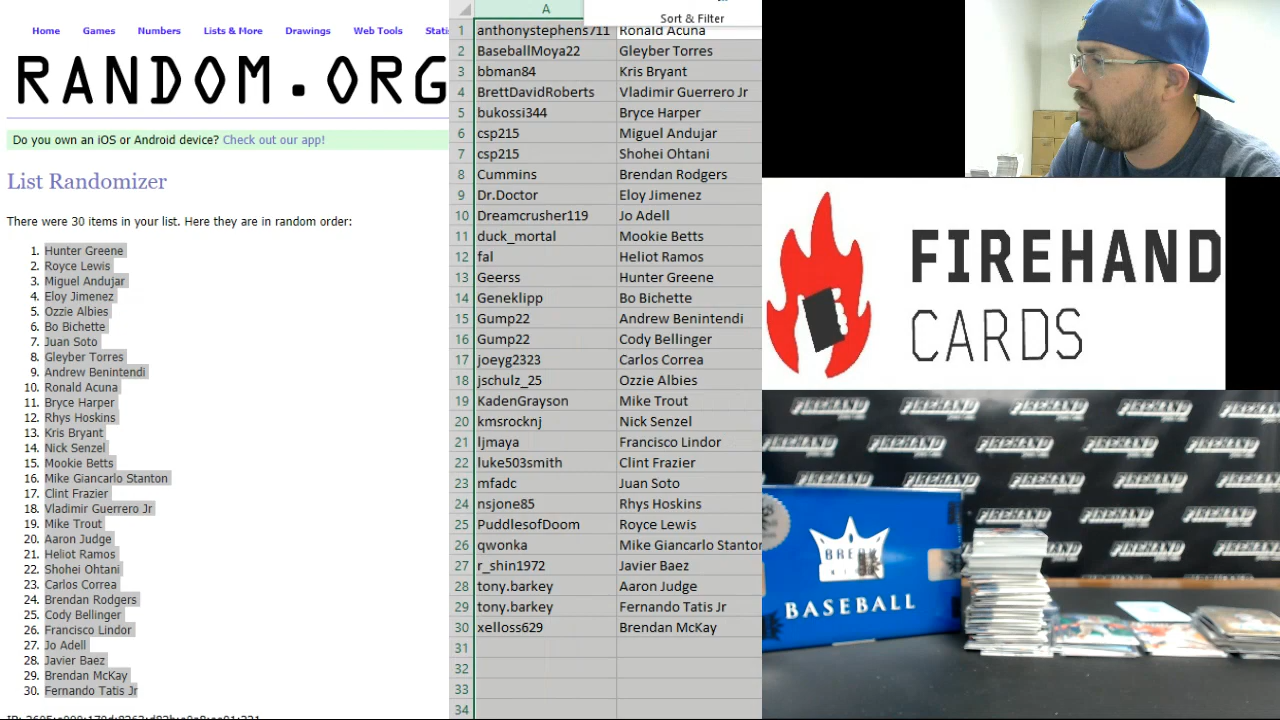 Home Games Numbers Lists & More Drawings Web Tools
RANDOM.ORG
Do you own an iOS or Android device? Check out our app!
List Randomizer
There were 30 items in your list. Here they are in random order:
1. Hunter Greene
2. Royce Lewis
3. Miguel Andujar
4. Eloy Jimenez
5. Ozzie Albies
6. Bo Bichette
7. Juan Soto
8. Gleyber Torres
9. Andrew Benintendi
10. Ronald Acuna
11. Bryce Harper
12. Rhys Hoskins
13. Kris Bryant
14. Nick Senzel
15. Mookie Betts
16. Mike Giancarlo Stanton
17. Clint Frazier
18. Vladimir Guerrero Jr
19. Mike Trout
20. Aaron Judge
21. Heliot Ramos
22. Shohei Ohtani
23. Carlos Correa
24. Brendan Rodgers
25. Cody Bellinger
26. Francisco Lindor
27. Jo Adell
28. Javier Baez
29. Brendan McKay
30. Fernando Tatis Jr
A
Sort & Filter
1 anthonystephens711 Ronald Acuna
2 BaseballMoya22 Gleyber Torres
3 bbman84 Kris Bryant
4 BrettDavidRoberts Vladimir Guerrero Jr
5 bukossi344 Bryce Harper
6 csp215 Miguel Andujar
7 csp215 Shohei Ohtani
8 Cummins Brendan Rodgers
9 Dr.Doctor Eloy Jimenez
10 Dreamcrusher119 Jo Adell
11 duck_mortal Mookie Betts
12 fal Heliot Ramos
13 Geerss Hunter Greene
14 Geneklipp Bo Bichette
15 Gump22 Andrew Benintendi
16 Gump22 Cody Bellinger
17 joeyg2323 Carlos Correa
18 jschulz_25 Ozzie Albies
19 KadenGrayson Mike Trout
20 kmsrocknj Nick Senzel
21 ljmaya Francisco Lindor
22 luke503smith Clint Frazier
23 mfadc Juan Soto
24 nsjone85 Rhys Hoskins
25 PuddlesofDoom Royce Lewis
26 qwonka Mike Giancarlo Stanton
27 r_shin1972 Javier Baez
28 tony.barkey Aaron Judge
29 tony.barkey Fernando Tatis Jr
30 xelloss629 Brendan McKay
31
32
33
34
FIREHAND
CARDS
BREAK
BASEBALL